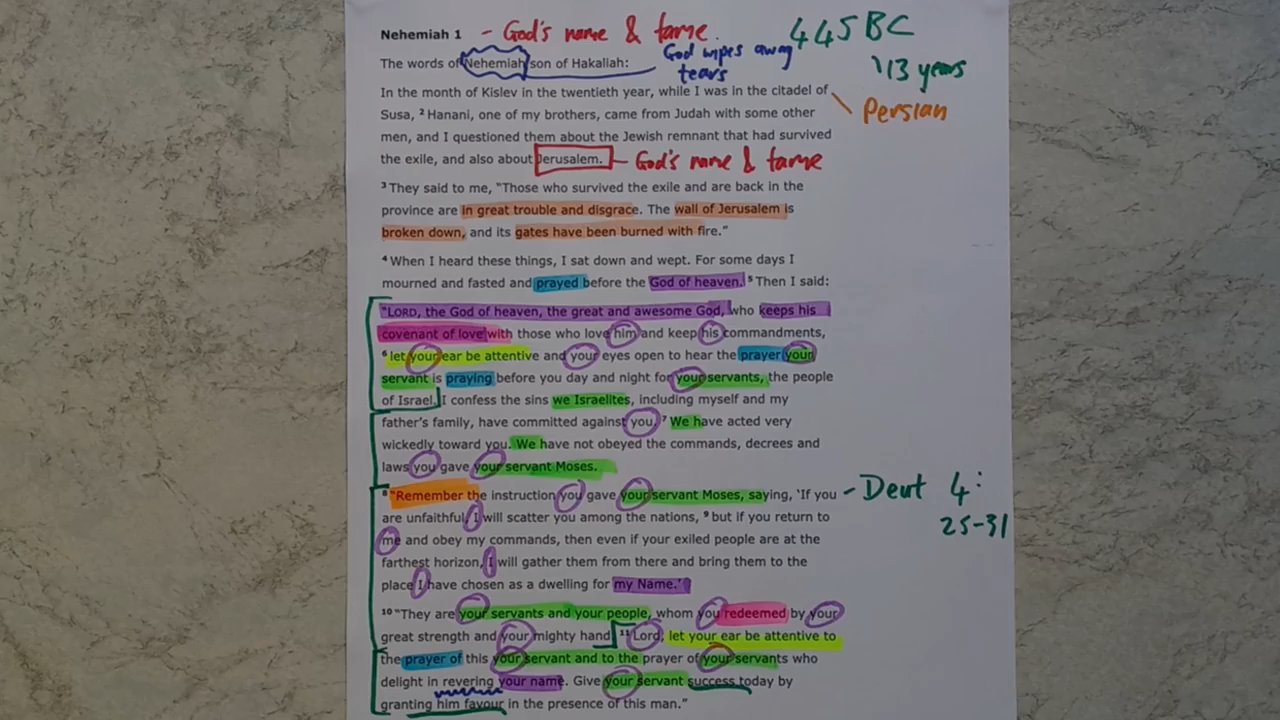 Nehemiah 1 - God's name & fame. 445 BC
The words of Nehemiah son of Hakaliah: God wipes away
tears
113 years
In the month of Kislev in the twentieth year, while I was in the citadel of
Persian
Susa, ² Hanani, one of my brothers, came from Judah with some other
men, and I questioned them about the Jewish remnant that had survived
the exile, and also about Jerusalem. - God's name & fame
³ They said to me, “Those who survived the exile and are back in the
province are in great trouble and disgrace. The wall of Jerusalem is
broken down, and its gates have been burned with fire.”
⁴ When I heard these things, I sat down and wept. For some days I
mourned and fasted and prayed before the God of heaven. ⁵ Then I said:
“LORD, the God of heaven, the great and awesome God, who keeps his
covenant of love with those who love him and keep his commandments,
⁶ let your ear be attentive and your eyes open to hear the prayer your
servant is praying before you day and night for your servants, the people
of Israel. I confess the sins we Israelites, including myself and my
father’s family, have committed against you. ⁷ We have acted very
wickedly toward you. We have not obeyed the commands, decrees and
laws you gave your servant Moses.
⁸ “Remember the instruction you gave your servant Moses, saying, ‘If you - Deut 4:
25-31
are unfaithful, I will scatter you among the nations, ⁹ but if you return to
me and obey my commands, then even if your exiled people are at the
farthest horizon, I will gather them from there and bring them to the
place I have chosen as a dwelling for my Name.’
¹⁰ “They are your servants and your people, whom you redeemed by your
great strength and your mighty hand. ¹¹ Lord, let your ear be attentive to
the prayer of this your servant and to the prayer of your servants who
delight in revering your name. Give your servant success today by
granting him favour in the presence of this man.”